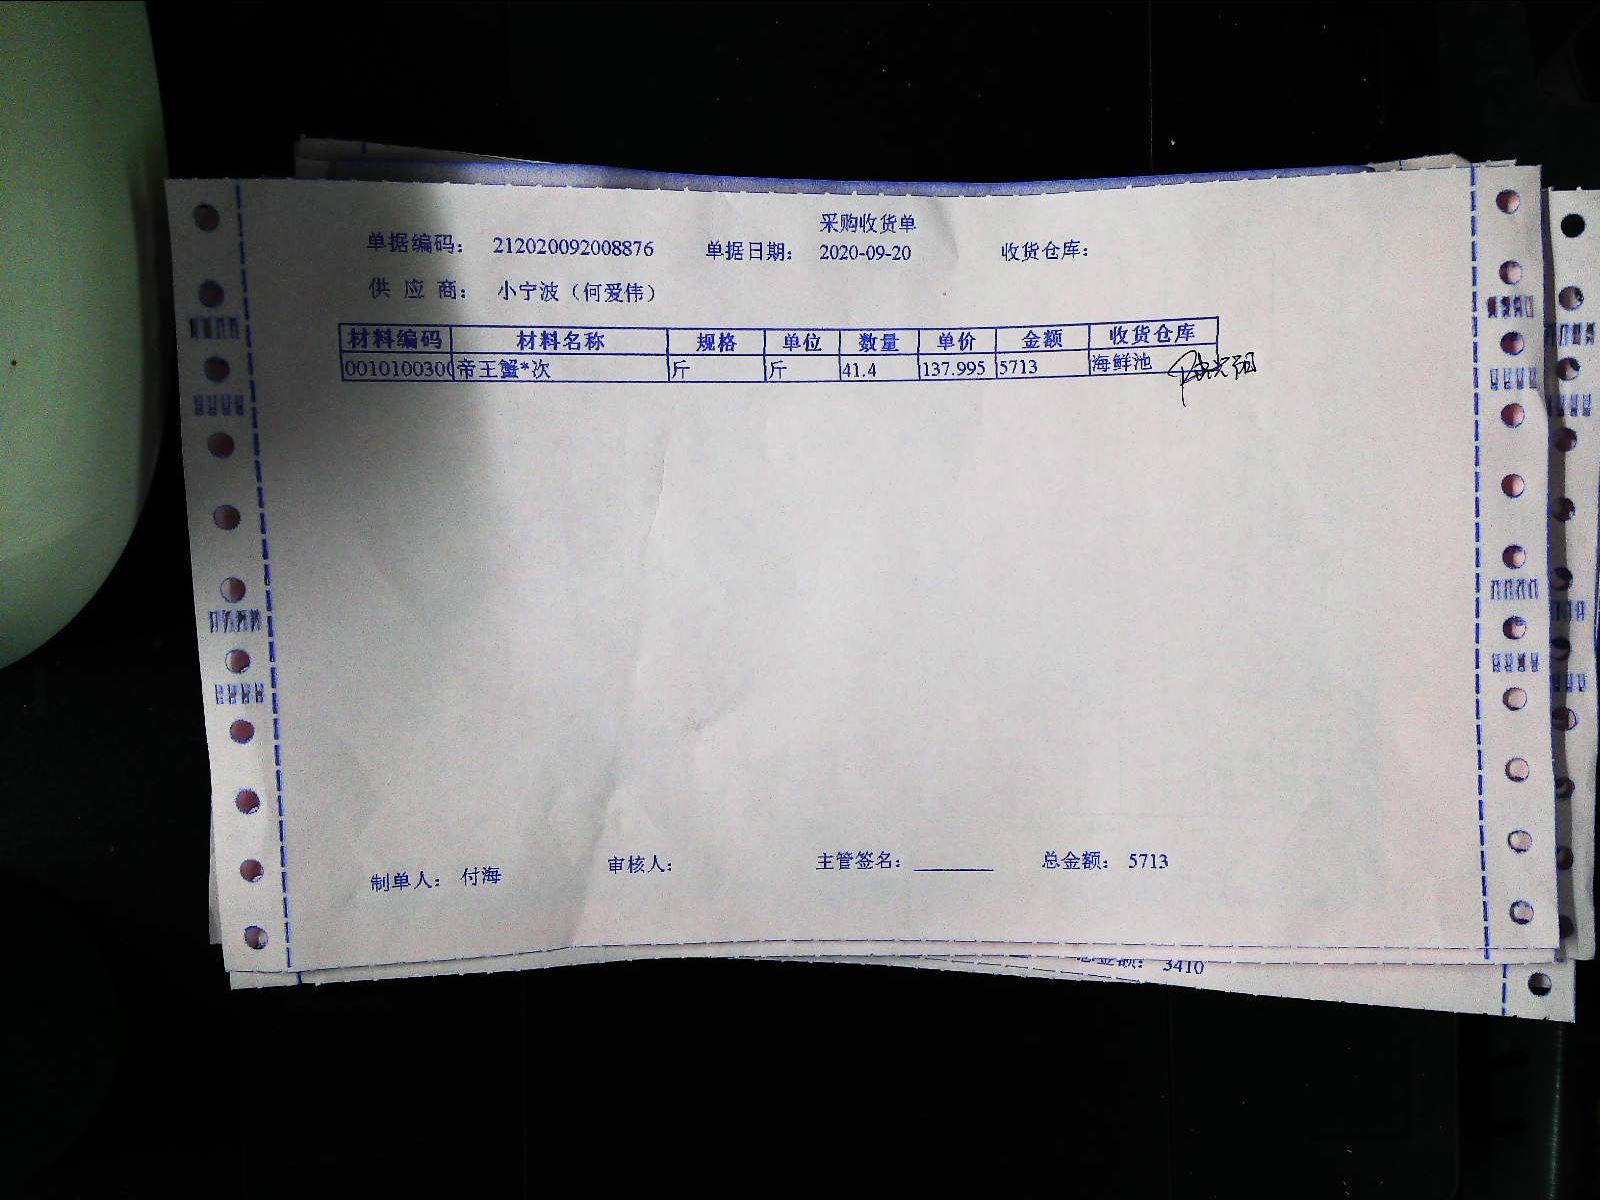 采购收货单
单据编码： 212020092008876 单据日期： 2020-09-20 收货仓库：
供 应 商： 小宁波（何爱伟）
材料编码 材料名称 规格 单位 数量 单价 金额 收货仓库
0010100300 帝王蟹*次 斤 斤 41.4 137.995 5713 海鲜池
制单人： 付海 审核人： 主管签名： 总金额： 5713
总金额： 3410